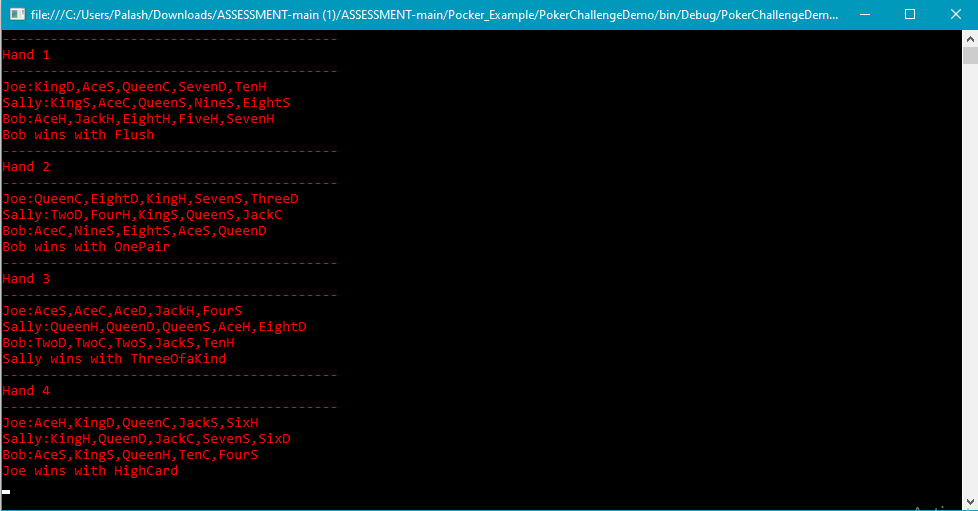 file:///C:/Users/Palash/Downloads/ASSESSMENT-main (1)/ASSESSMENT-main/Pocker_Example/PokerChallengeDemo/bin/Debug/PokerChallengeDem...
------------------------------------------
Hand 1
------------------------------------------
Joe:KingD,AceS,QueenC,SevenD,TenH
Sally:KingS,AceC,QueenS,NineS,EightS
Bob:AceH,JackH,EightH,FiveH,SevenH
Bob wins with Flush
------------------------------------------
Hand 2
------------------------------------------
Joe:QueenC,EightD,KingH,SevenS,ThreeD
Sally:TwoD,FourH,KingS,QueenS,JackC
Bob:AceC,NineS,EightS,AceS,QueenD
Bob wins with OnePair
------------------------------------------
Hand 3
------------------------------------------
Joe:AceS,AceC,AceD,JackH,FourS
Sally:QueenH,QueenD,QueenS,AceH,EightD
Bob:TwoD,TwoC,TwoS,JackS,TenH
Sally wins with ThreeOfaKind
------------------------------------------
Hand 4
------------------------------------------
Joe:AceH,KingD,QueenC,JackS,SixH
Sally:KingH,QueenD,JackC,SevenS,SixD
Bob:AceS,KingS,QueenH,TenC,FourS
Joe wins with HighCard